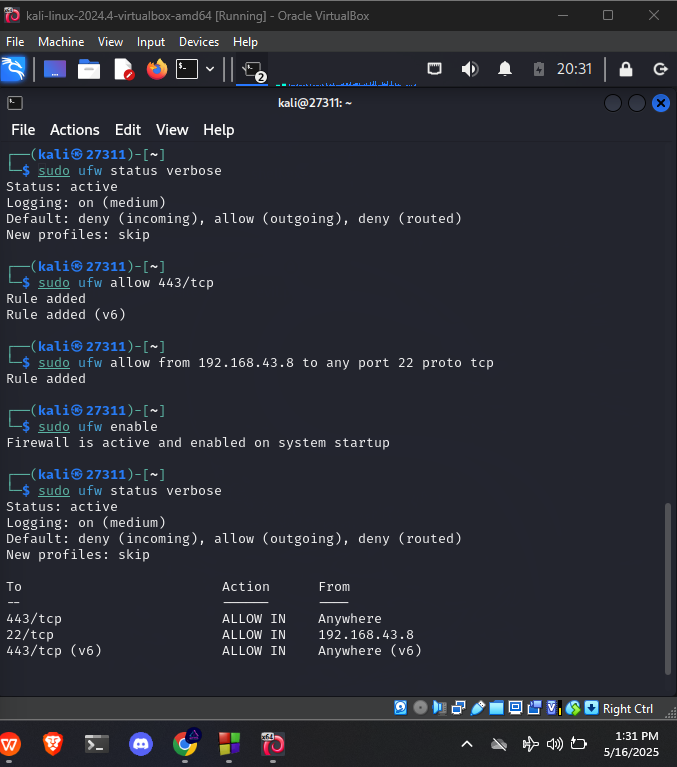 kali-linux-2024.4-virtualbox-amd64 [Running] - Oracle VirtualBox
File Machine View Input Devices Help
2 20:31
kali@27311: ~
File Actions Edit View Help
┌──(kali㉿27311)-[~]
└─$ sudo ufw status verbose
Status: active
Logging: on (medium)
Default: deny (incoming), allow (outgoing), deny (routed)
New profiles: skip
┌──(kali㉿27311)-[~]
└─$ sudo ufw allow 443/tcp
Rule added
Rule added (v6)
┌──(kali㉿27311)-[~]
└─$ sudo ufw allow from 192.168.43.8 to any port 22 proto tcp
Rule added
┌──(kali㉿27311)-[~]
└─$ sudo ufw enable
Firewall is active and enabled on system startup
┌──(kali㉿27311)-[~]
└─$ sudo ufw status verbose
Status: active
Logging: on (medium)
Default: deny (incoming), allow (outgoing), deny (routed)
New profiles: skip
To Action From
-- ------ ----
443/tcp ALLOW IN Anywhere
22/tcp ALLOW IN 192.168.43.8
443/tcp (v6) ALLOW IN Anywhere (v6)
Right Ctrl
1:31 PM
5/16/2025